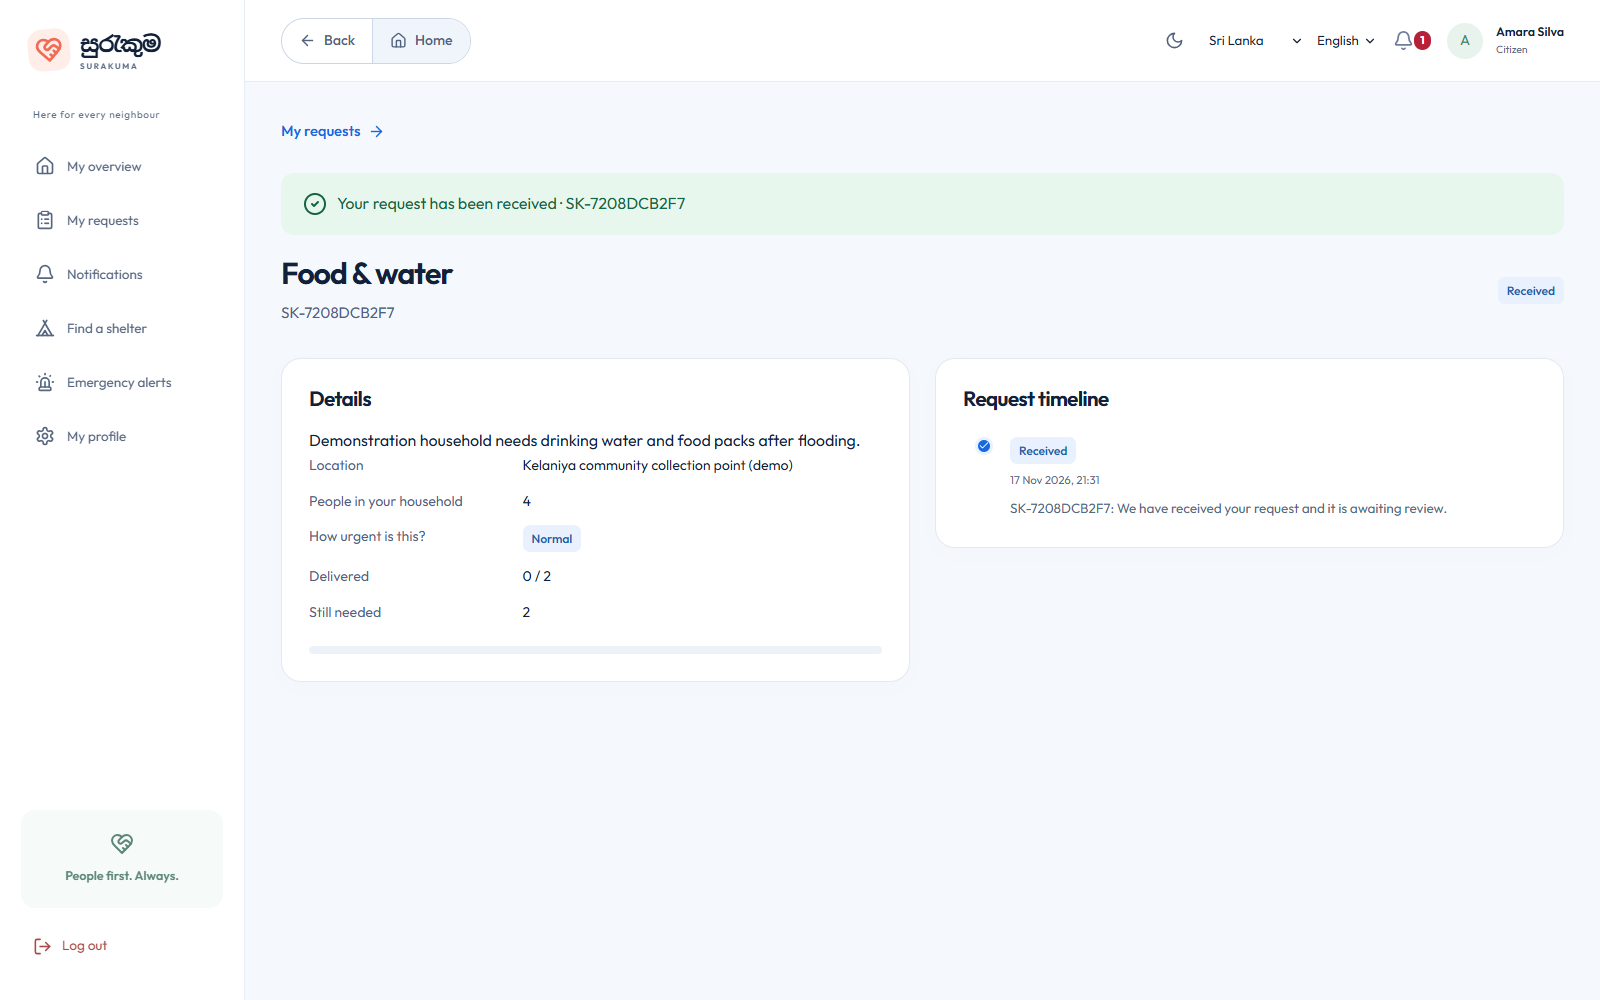 සුරැකුම
SURAKUMA
Here for every neighbour
My overview
My requests
Notifications
Find a shelter
Emergency alerts
My profile
People first. Always.
Log out
Back
Home
Sri Lanka
English
1
A
Amara Silva
Citizen
My requests
Your request has been received · SK-7208DCB2F7
Food & water
SK-7208DCB2F7
Received
Details
Demonstration household needs drinking water and food packs after flooding.
Location Kelaniya community collection point (demo)
People in your household 4
How urgent is this? Normal
Delivered 0 / 2
Still needed 2
Request timeline
Received
17 Nov 2026, 21:31
SK-7208DCB2F7: We have received your request and it is awaiting review.